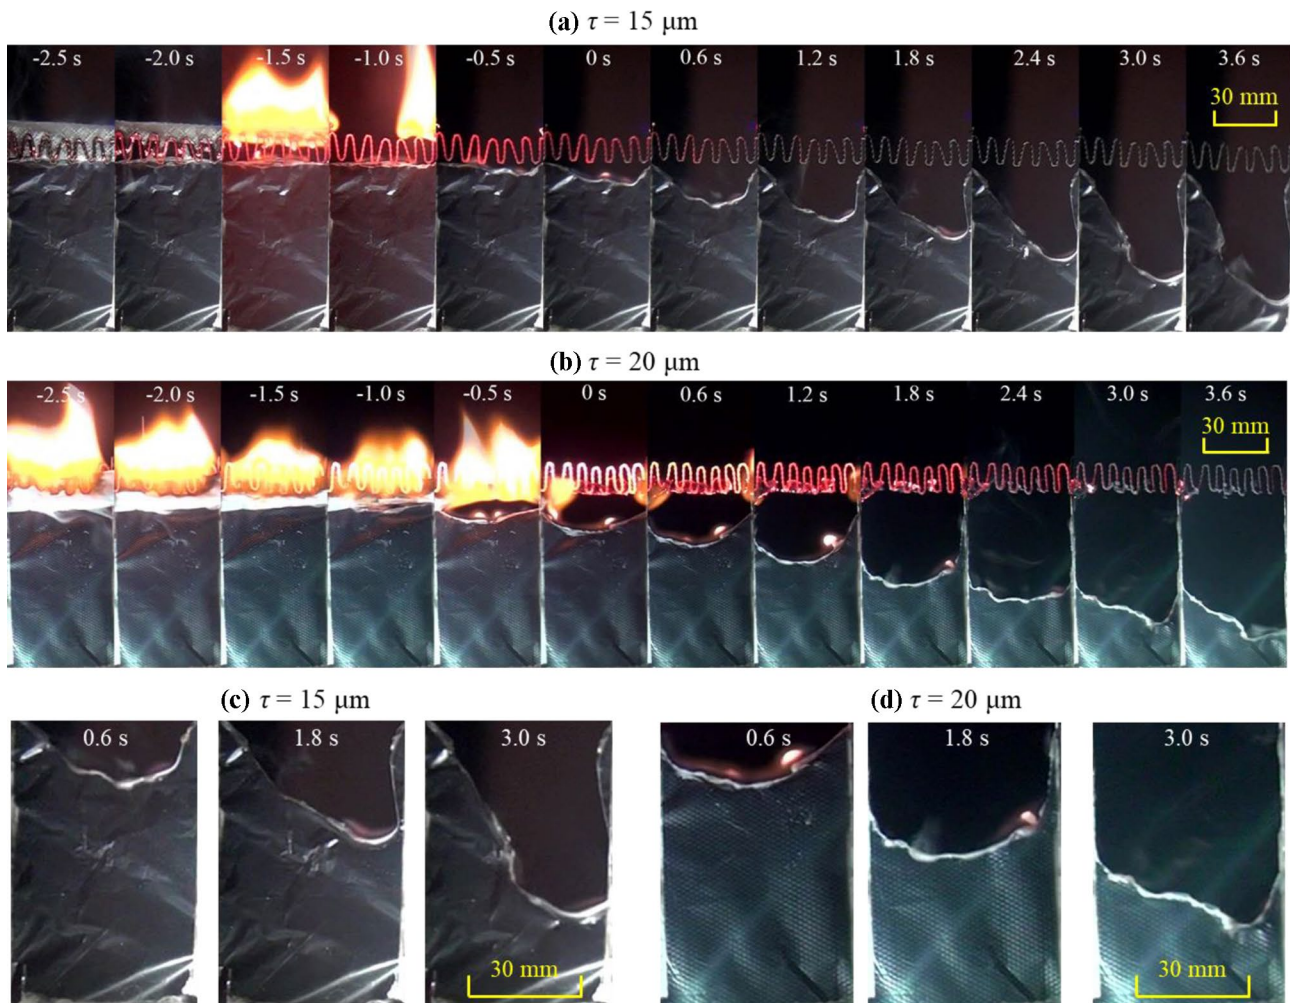 (a) τ = 15 μm
-2.5 s -2.0 s -1.5 s -1.0 s -0.5 s 0 s 0.6 s 1.2 s 1.8 s 2.4 s 3.0 s 3.6 s
30 mm
(b) τ = 20 μm
-2.5 s -2.0 s -1.5 s -1.0 s -0.5 s 0 s 0.6 s 1.2 s 1.8 s 2.4 s 3.0 s 3.6 s
30 mm
(c) τ = 15 μm
0.6 s 1.8 s 3.0 s
30 mm
(d) τ = 20 μm
0.6 s 1.8 s 3.0 s
30 mm